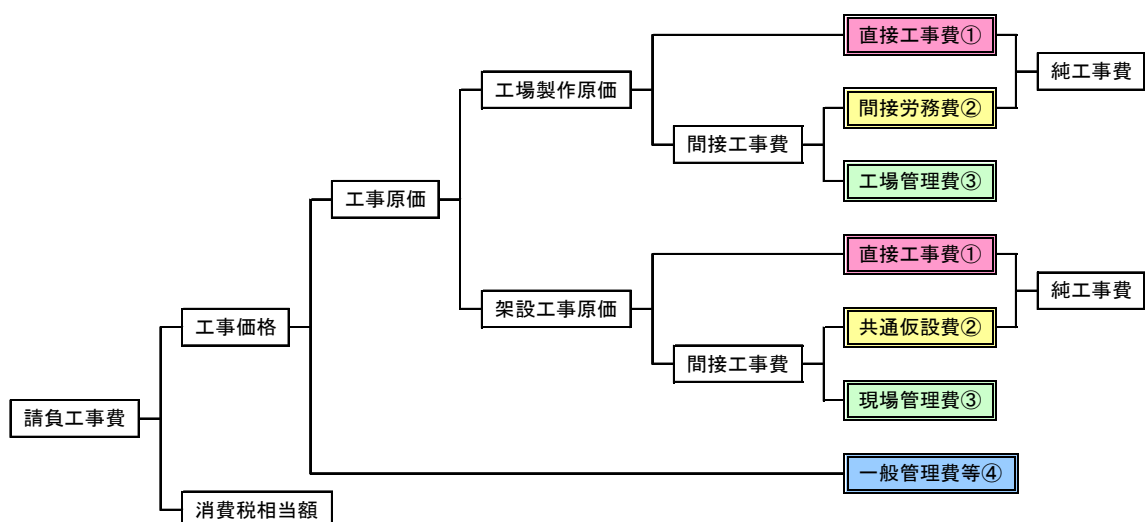 直接工事費①
純工事費
工場製作原価
間接労務費②
間接工事費
工場管理費③
工事原価
直接工事費①
純工事費
架設工事原価
工事価格
共通仮設費②
間接工事費
現場管理費③
請負工事費
一般管理費等④
消費税相当額